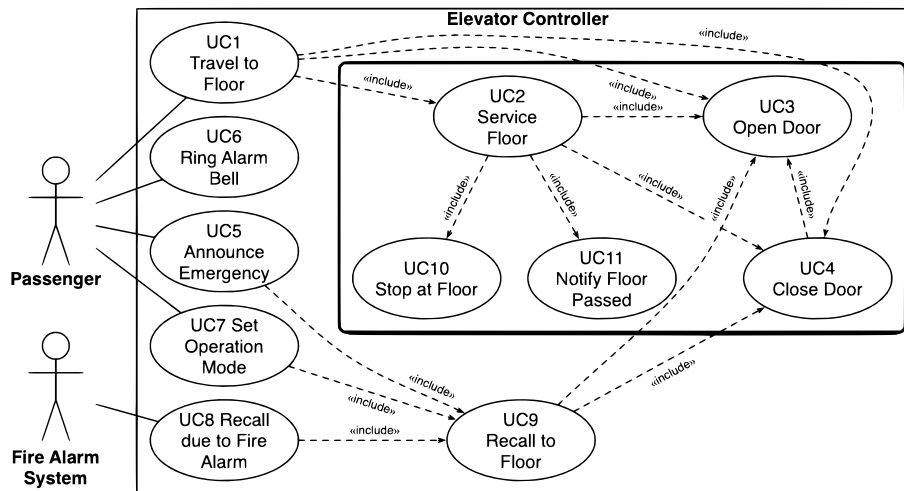 Elevator Controller
UC1
Travel to
Floor
«include»
«include»
«include»
UC2
Service
Floor
«include»
UC3
Open Door
UC6
Ring Alarm
Bell
«include»
«include»
«include»
«include»
«include»
Passenger
UC5
Announce
Emergency
UC10
Stop at Floor
UC11
Notify Floor
Passed
UC4
Close Door
UC7 Set
Operation
Mode
«include»
«include»
«include»
Fire Alarm
System
UC8 Recall
due to Fire
Alarm
«include»
UC9
Recall to
Floor